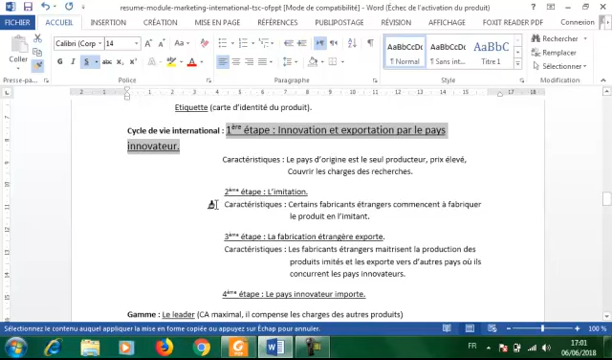 resume-module-marketing-international-tsc-ofppt [Mode de compatibilité] - Word (Échec de l'activation du produit)
FICHIER ACCUEIL INSERTION CRÉATION MISE EN PAGE RÉFÉRENCES PUBLIPOSTAGE RÉVISION AFFICHAGE FOXIT READER PDF Connexion
Calibri (Corp 14
Coller
G I S abc
AaBbCcDc AaBbCcDc AaBbC
¶ Normal ¶ Sans int... Titre 1
Rechercher
Remplacer
Sélectionner
Presse-pa... Police Paragraphe Style Modification
Etiquette (carte d'identité du produit).
Cycle de vie international : 1ère étape : Innovation et exportation par le pays
innovateur.
Caractéristiques : Le pays d'origine est le seul producteur, prix élevé,
Couvrir les charges des recherches.
2ème étape : L'imitation.
Caractéristiques : Certains fabricants étrangers commencent à fabriquer
le produit en l'imitant.
3ème étape : La fabrication étrangère exporte.
Caractéristiques : Les fabricants étrangers maitrisent la production des
produits imités et les exporte vers d'autres pays où ils
concurrent les pays innovateurs.
4ème étape : Le pays innovateur importe.
Gamme : Le leader (CA maximal, il compense les charges des autres produits)
Sélectionnez le contenu auquel appliquer la mise en forme copiée ou appuyez sur Échap pour annuler. 100%
FR 17:01
06/06/2018